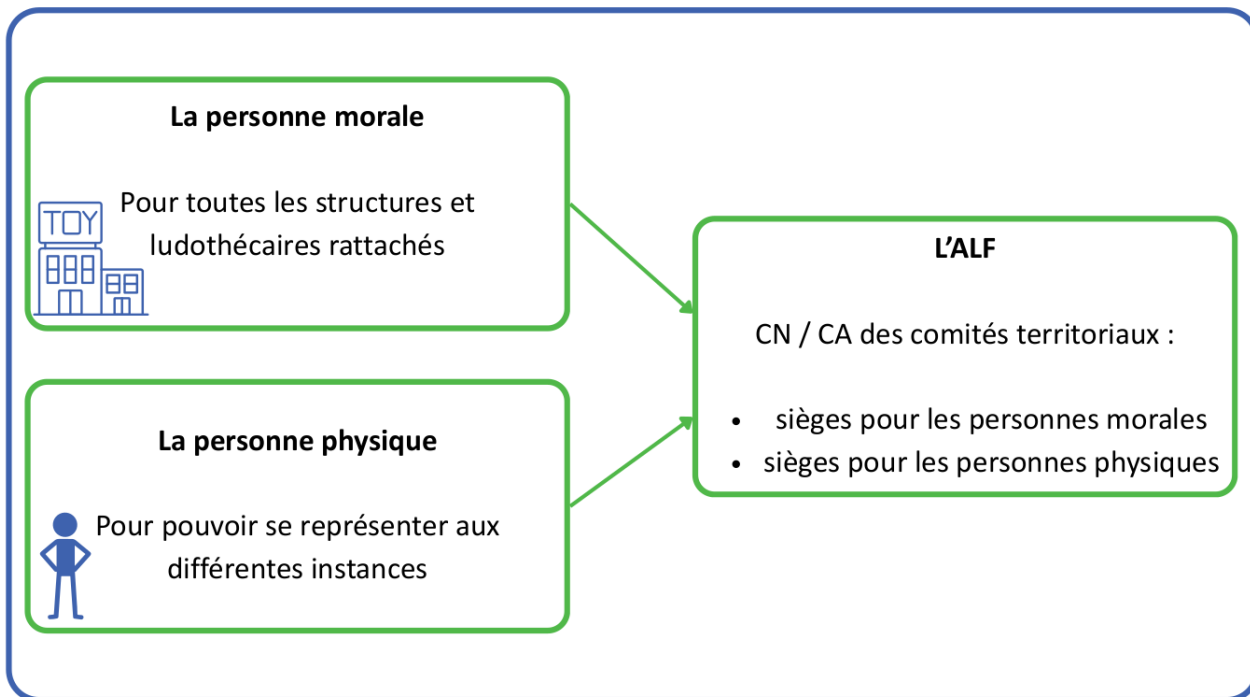 La personne morale
Pour toutes les structures et
ludothécaires rattachés
TOY
La personne physique
Pour pouvoir se représenter aux
différentes instances
L’ALF
CN / CA des comités territoriaux :
• sièges pour les personnes morales
• sièges pour les personnes physiques